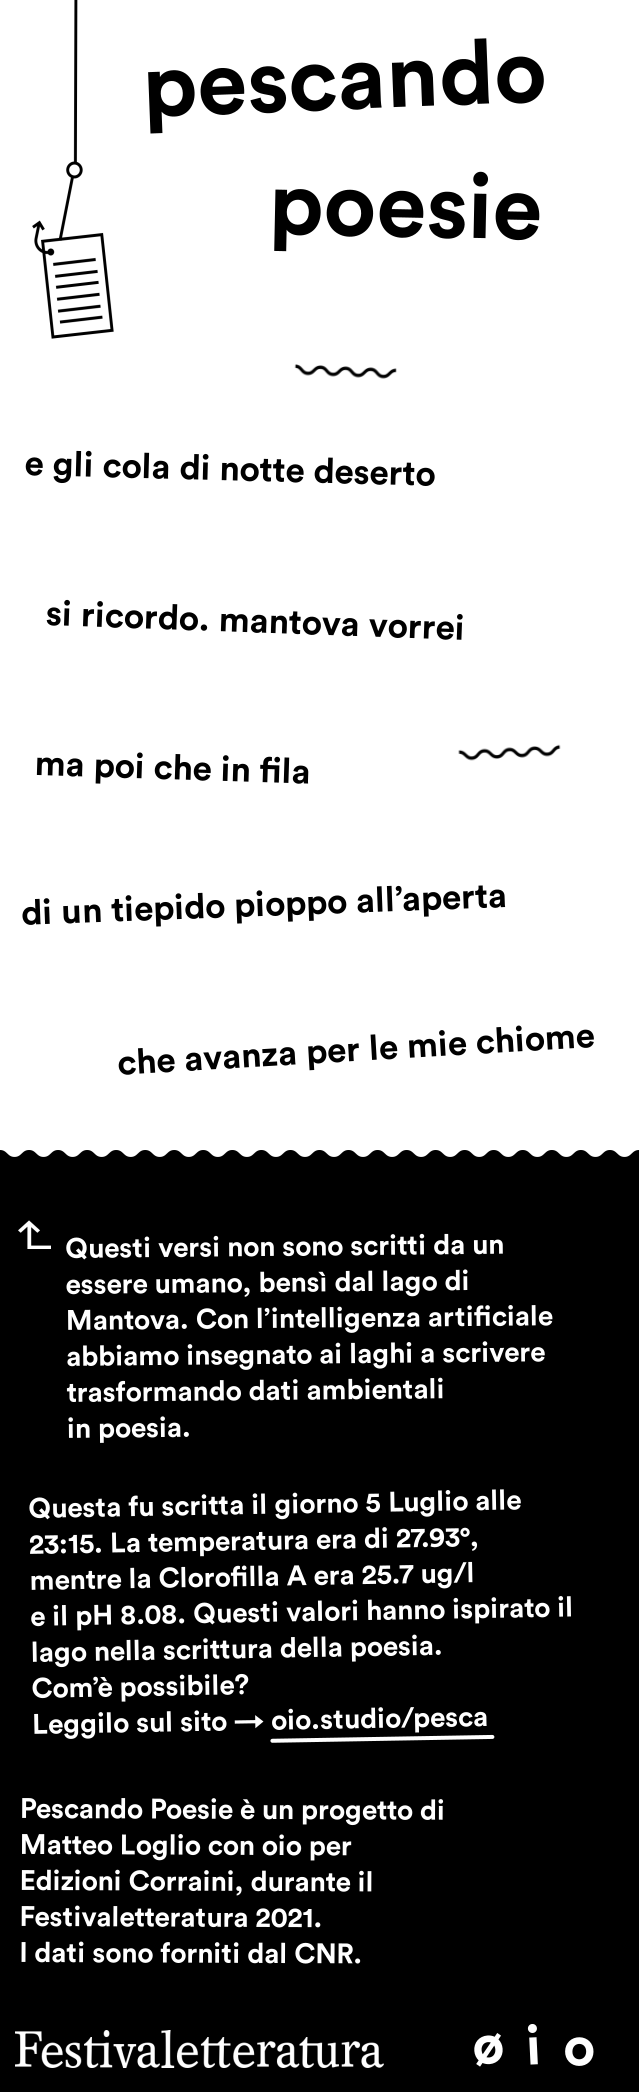 pescando
poesie
e gli cola di notte deserto
si ricordo. mantova vorrei
ma poi che in fila
di un tiepido pioppo all’aperta
che avanza per le mie chiome
Questi versi non sono scritti da un
essere umano, bensì dal lago di
Mantova. Con l’intelligenza artificiale
abbiamo insegnato ai laghi a scrivere
trasformando dati ambientali
in poesia.
Questa fu scritta il giorno 5 Luglio alle
23:15. La temperatura era di 27.93°,
mentre la Clorofilla A era 25.7 ug/l
e il pH 8.08. Questi valori hanno ispirato il
lago nella scrittura della poesia.
Com’è possibile?
Leggilo sul sito → oio.studio/pesca
Pescando Poesie è un progetto di
Matteo Loglio con oio per
Edizioni Corraini, durante il
Festivaletteratura 2021.
I dati sono forniti dal CNR.
Festivaletteratura ø i o